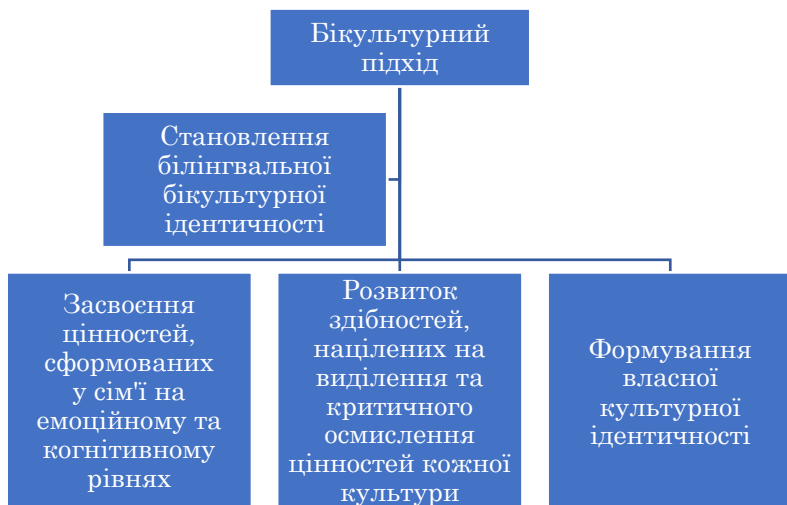 Бікультурний
підхід
Становлення
білінгвальної
бікультурної
ідентичності
Засвоєння
цінностей,
сформованих
у сім'ї на
емоційному та
когнітивному
рівнях
Розвиток
здібностей,
націлених на
виділення та
критичного
осмислення
цінностей кожної
культури
Формування
власної
культурної
ідентичності